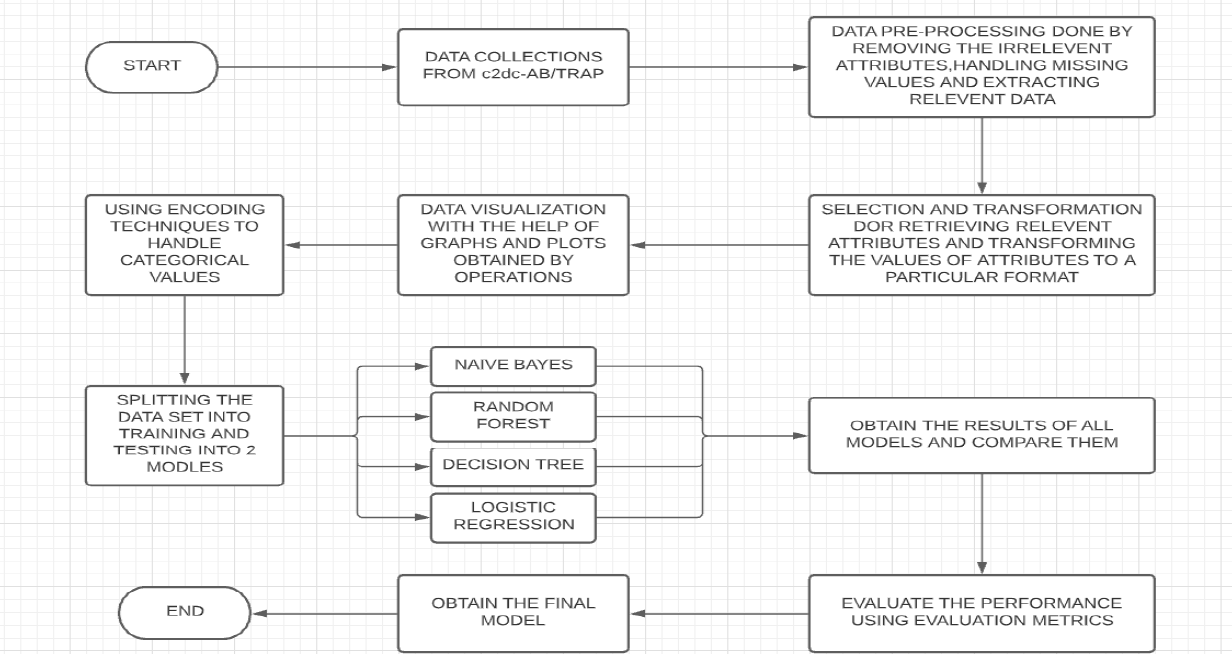 START
DATA COLLECTIONS
FROM c2dc-AB/TRAP
DATA PRE-PROCESSING DONE BY
REMOVING THE IRRELEVENT
ATTRIBUTES,HANDLING MISSING
VALUES AND EXTRACTING
RELEVENT DATA
SELECTION AND TRANSFORMATION
DOR RETRIEVING RELEVENT
ATTRIBUTES AND TRANSFORMING
THE VALUES OF ATTRIBUTES TO A
PARTICULAR FORMAT
DATA VISUALIZATION
WITH THE HELP OF
GRAPHS AND PLOTS
OBTAINED BY
OPERATIONS
USING ENCODING
TECHNIQUES TO
HANDLE
CATEGORICAL
VALUES
SPLITTING THE
DATA SET INTO
TRAINING AND
TESTING INTO 2
MODLES
NAIVE BAYES
RANDOM
FOREST
DECISION TREE
LOGISTIC
REGRESSION
OBTAIN THE RESULTS OF ALL
MODELS AND COMPARE THEM
EVALUATE THE PERFORMANCE
USING EVALUATION METRICS
OBTAIN THE FINAL
MODEL
END